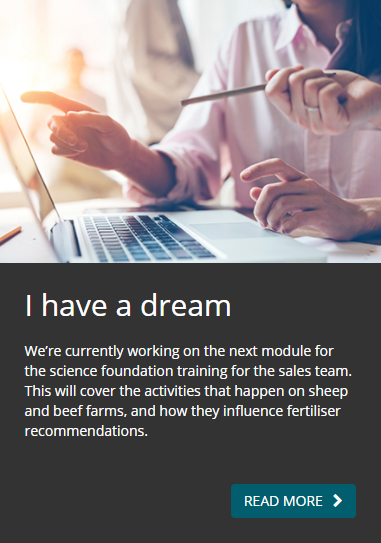 I have a dream
We’re currently working on the next module for
the science foundation training for the sales team.
This will cover the activities that happen on sheep
and beef farms, and how they influence fertiliser
recommendations.
READ MORE